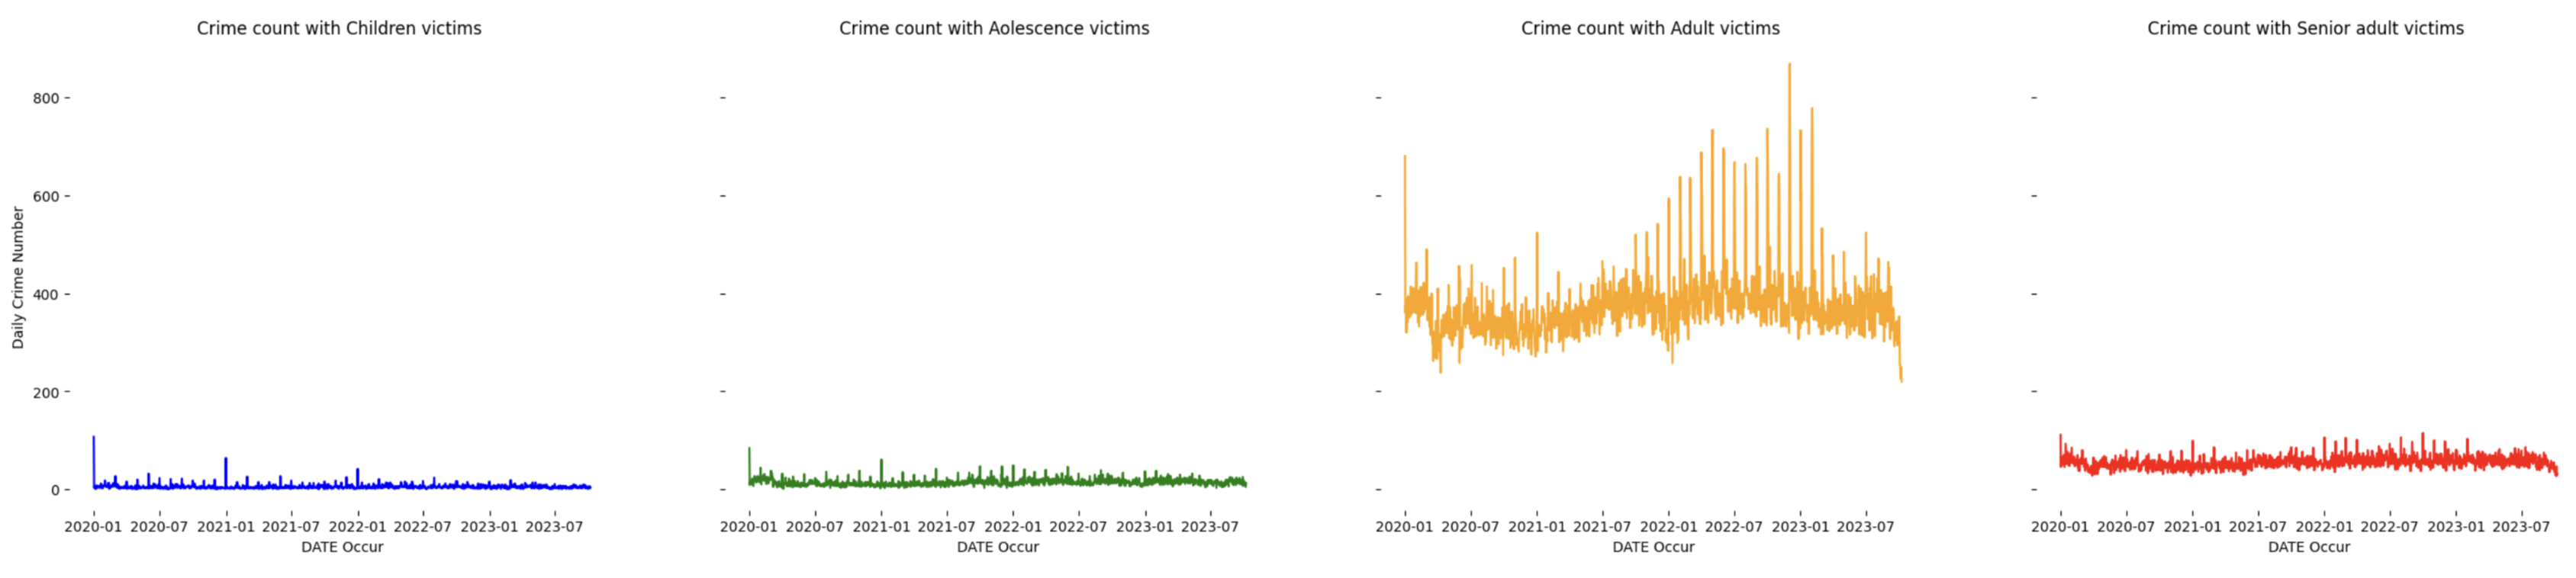 Crime count with Children victims
Crime count with Aolescence victims
Crime count with Adult victims
Crime count with Senior adult victims
Daily Crime Number
800
600
400
200
0
2020-01 2020-07 2021-01 2021-07 2022-01 2022-07 2023-01 2023-07
DATE Occur
2020-01 2020-07 2021-01 2021-07 2022-01 2022-07 2023-01 2023-07
DATE Occur
2020-01 2020-07 2021-01 2021-07 2022-01 2022-07 2023-01 2023-07
DATE Occur
2020-01 2020-07 2021-01 2021-07 2022-01 2022-07 2023-01 2023-07
DATE Occur